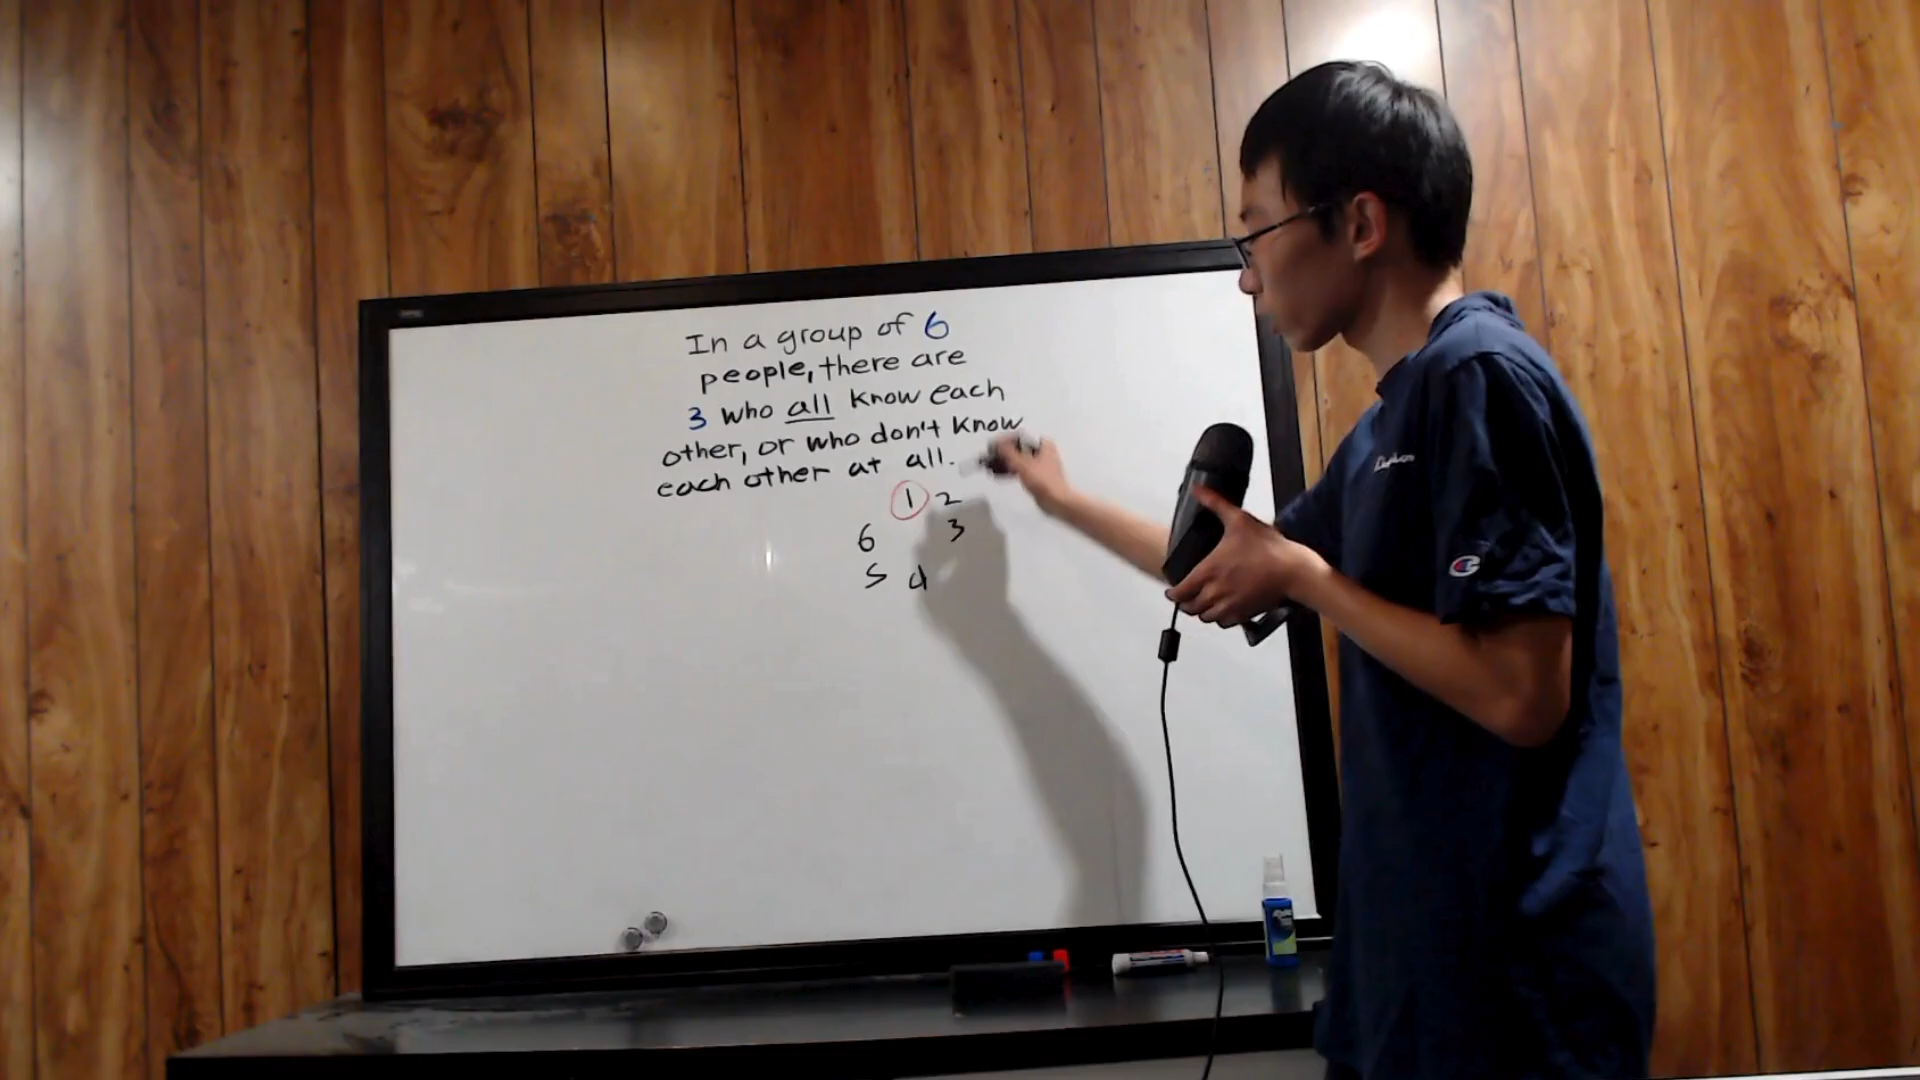 In a group of 6
people, there are
3 who all know each
other, or who don't know
each other at all.
1 2
6 3
5 4